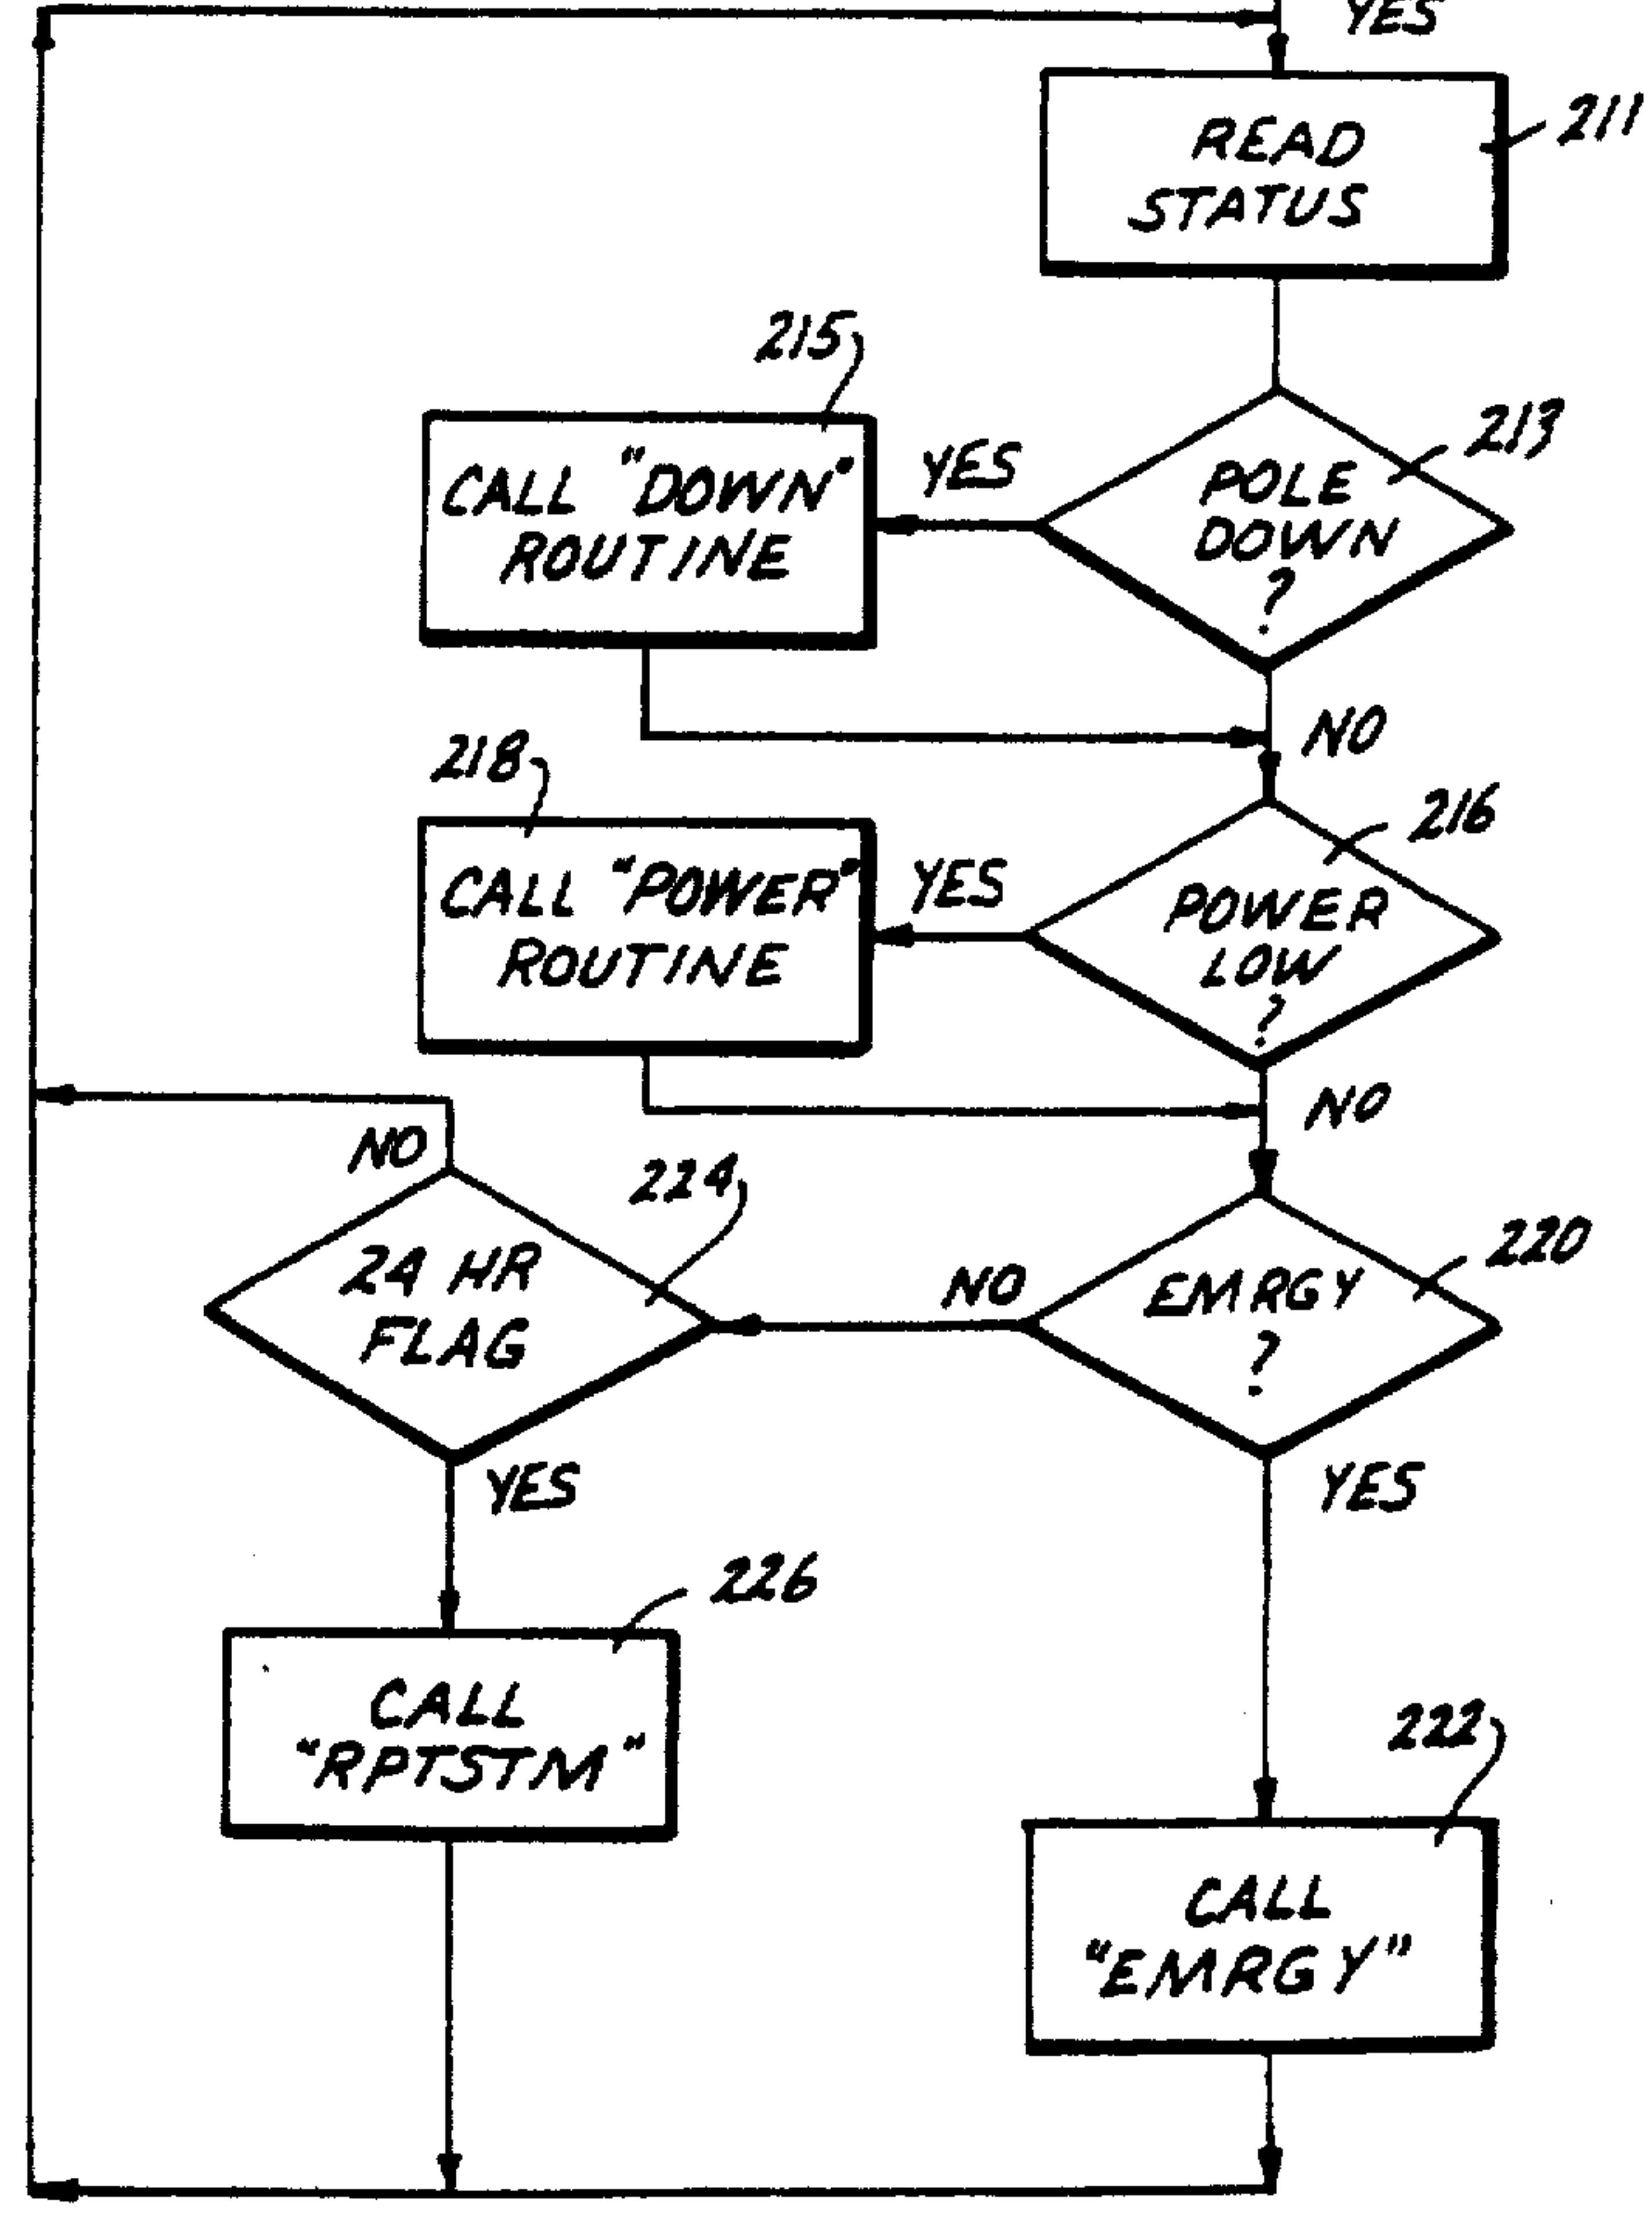 YES
READ
STATUS
211
215
CALL "DOWN"
ROUTINE
YES
POLE
DOWN
?
213
NO
218
CALL "POWER"
ROUTINE
YES
POWER
LOW
?
216
NO
NO
224
24 HR
FLAG
NO
EMRGY
?
220
YES
YES
226
CALL
"RPTSTM"
222
CALL
"EMRGY"